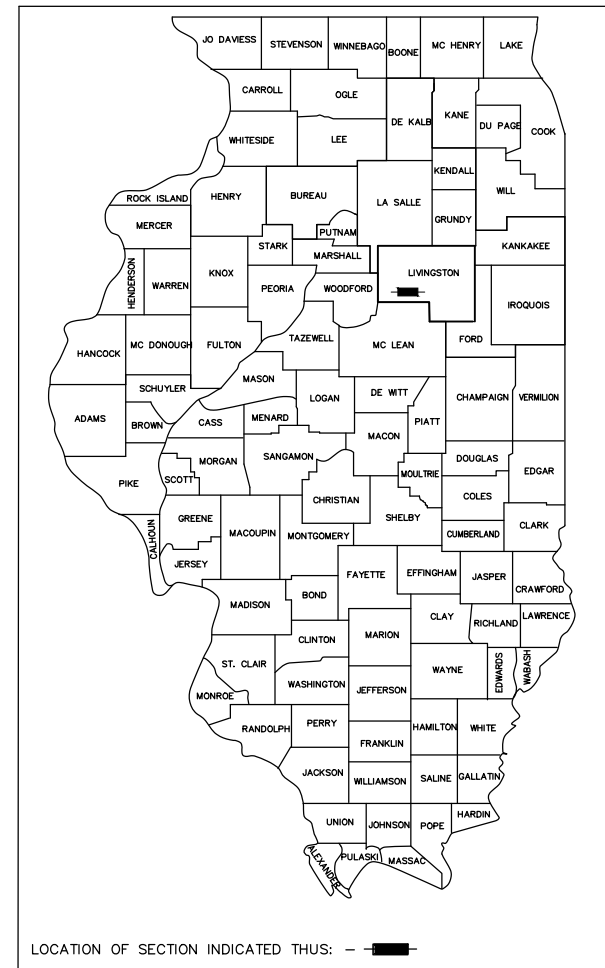 JO DAVIESS STEVENSON WINNEBAGO BOONE MC HENRY LAKE
CARROLL OGLE DE KALB KANE DU PAGE COOK
WHITESIDE LEE
KENDALL WILL
ROCK ISLAND HENRY BUREAU LA SALLE GRUNDY
MERCER PUTNAM
STARK MARSHALL KANKAKEE
HENDERSON WARREN KNOX PEORIA WOODFORD LIVINGSTON IROQUOIS
HANCOCK MC DONOUGH FULTON TAZEWELL MC LEAN FORD
MASON
SCHUYLER LOGAN DE WITT CHAMPAIGN VERMILION
ADAMS BROWN CASS MENARD MACON PIATT
SANGAMON DOUGLAS EDGAR
PIKE SCOTT MORGAN MOULTRIE
CHRISTIAN COLES
GREENE SHELBY
CALHOUN MACOUPIN MONTGOMERY CUMBERLAND CLARK
JERSEY FAYETTE EFFINGHAM JASPER CRAWFORD
MADISON BOND
CLAY RICHLAND LAWRENCE
CLINTON MARION
ST. CLAIR WAYNE EDWARDS WABASH
WASHINGTON JEFFERSON
MONROE
RANDOLPH PERRY HAMILTON WHITE
FRANKLIN
JACKSON WILLIAMSON SALINE GALLATIN
HARDIN
UNION JOHNSON POPE
ALEXANDER PULASKI MASSAC
LOCATION OF SECTION INDICATED THUS: